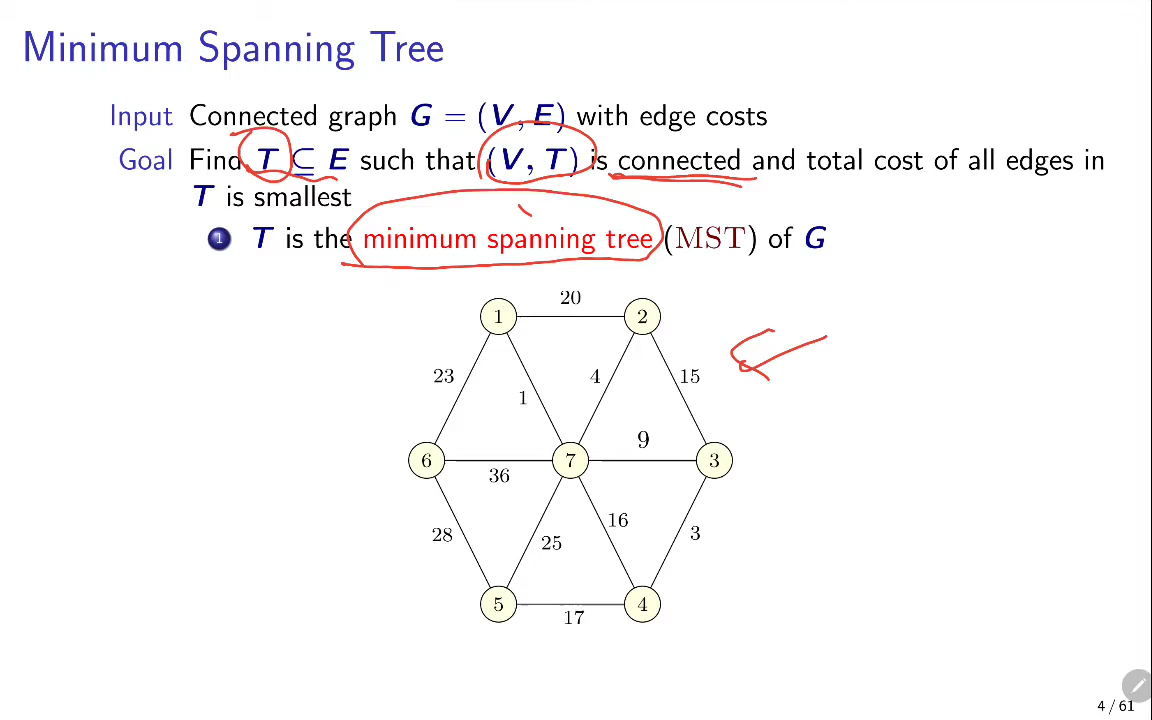 Minimum Spanning Tree
Input Connected graph G = (V, E) with edge costs
Goal Find T ⊆ E such that (V, T) is connected and total cost of all edges in
T is smallest
1 T is the minimum spanning tree (MST) of G
20
1 2
23 4 15
1
9
6 7 3
36
16
28 25 3
5 4
17
4 / 61